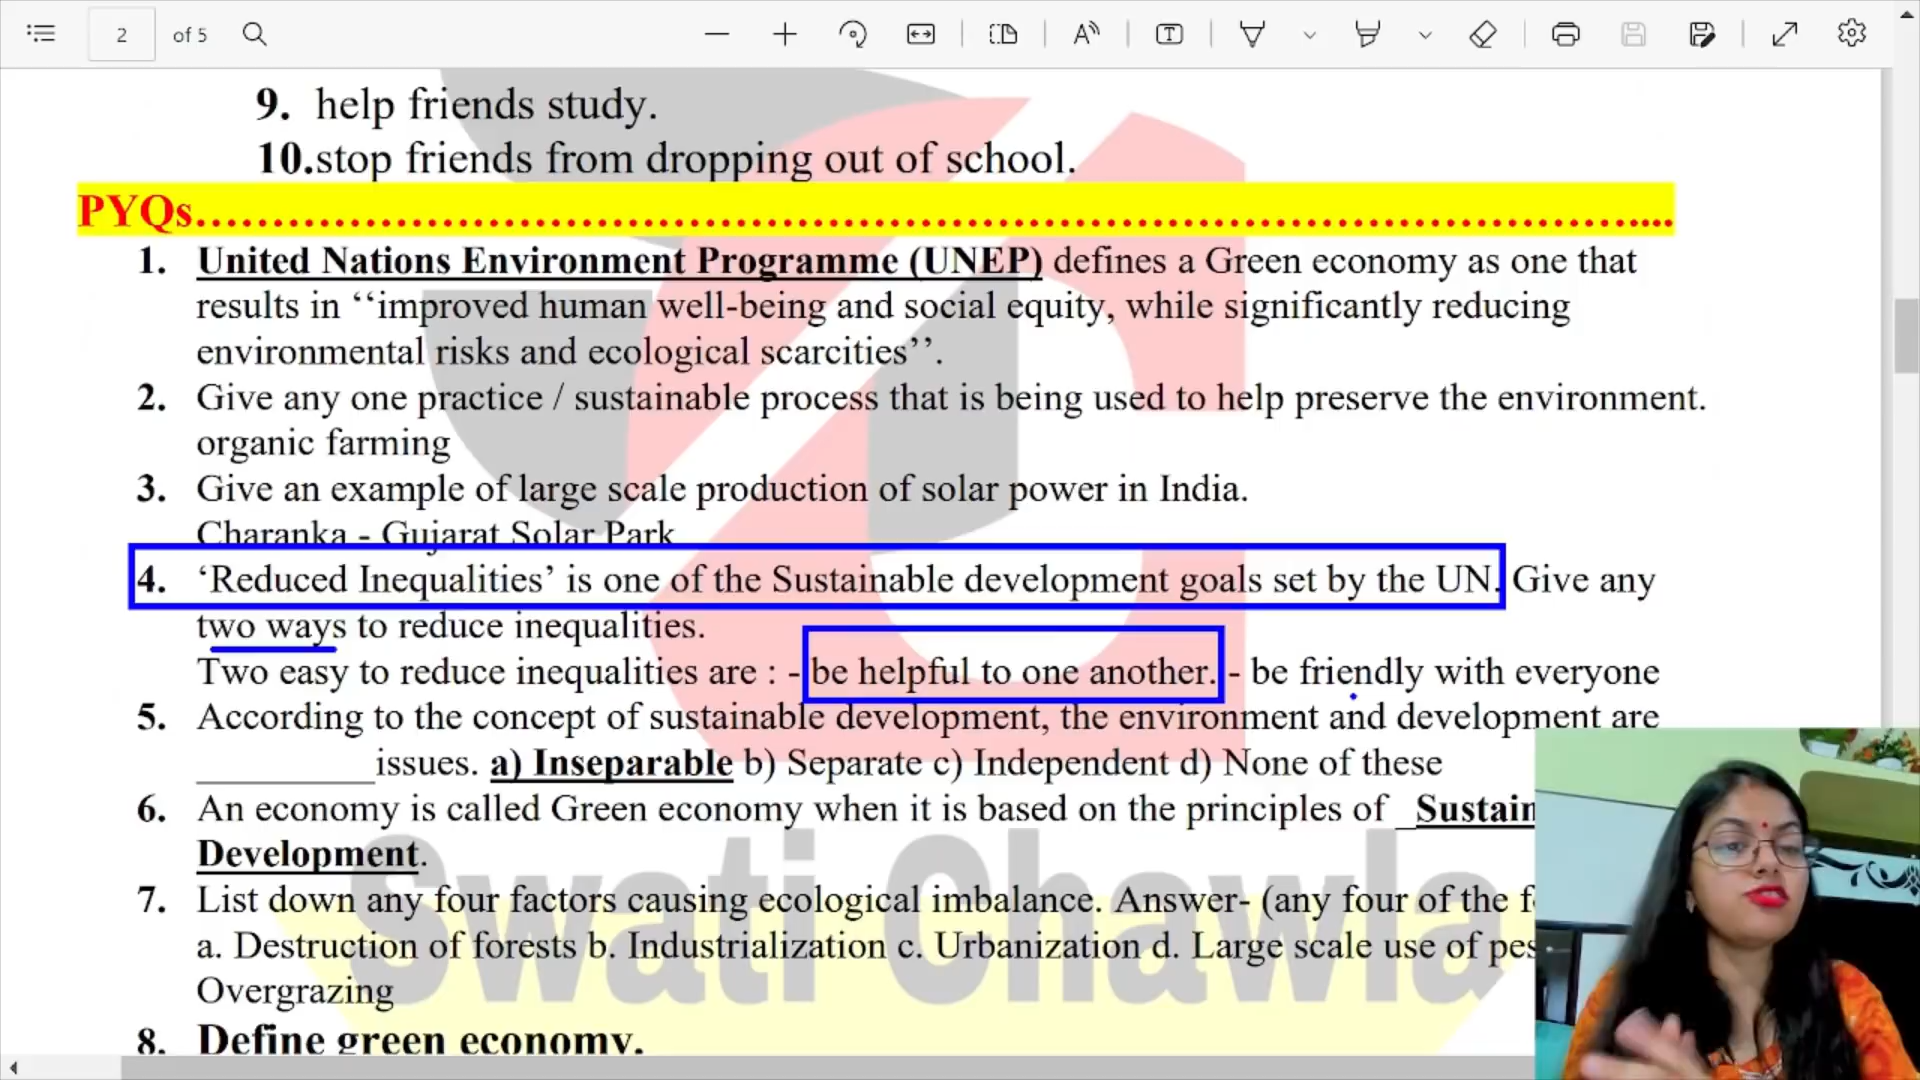 2 of 5
9. help friends study.
10.stop friends from dropping out of school.
PYQs……………………………………………………………………………………...
1. United Nations Environment Programme (UNEP) defines a Green economy as one that
results in ‘‘improved human well-being and social equity, while significantly reducing
environmental risks and ecological scarcities’’.
2. Give any one practice / sustainable process that is being used to help preserve the environment.
organic farming
3. Give an example of large scale production of solar power in India.
Charanka - Gujarat Solar Park
4. ‘Reduced Inequalities’ is one of the Sustainable development goals set by the UN. Give any
two ways to reduce inequalities.
Two easy to reduce inequalities are : - be helpful to one another. - be friendly with everyone
5. According to the concept of sustainable development, the environment and development are
_________issues. a) Inseparable b) Separate c) Independent d) None of these
6. An economy is called Green economy when it is based on the principles of _Sustain
Development.
7. List down any four factors causing ecological imbalance. Answer- (any four of the
a. Destruction of forests b. Industrialization c. Urbanization d. Large scale use of pes
Overgrazing
8. Define green economy.
Swati Chawla